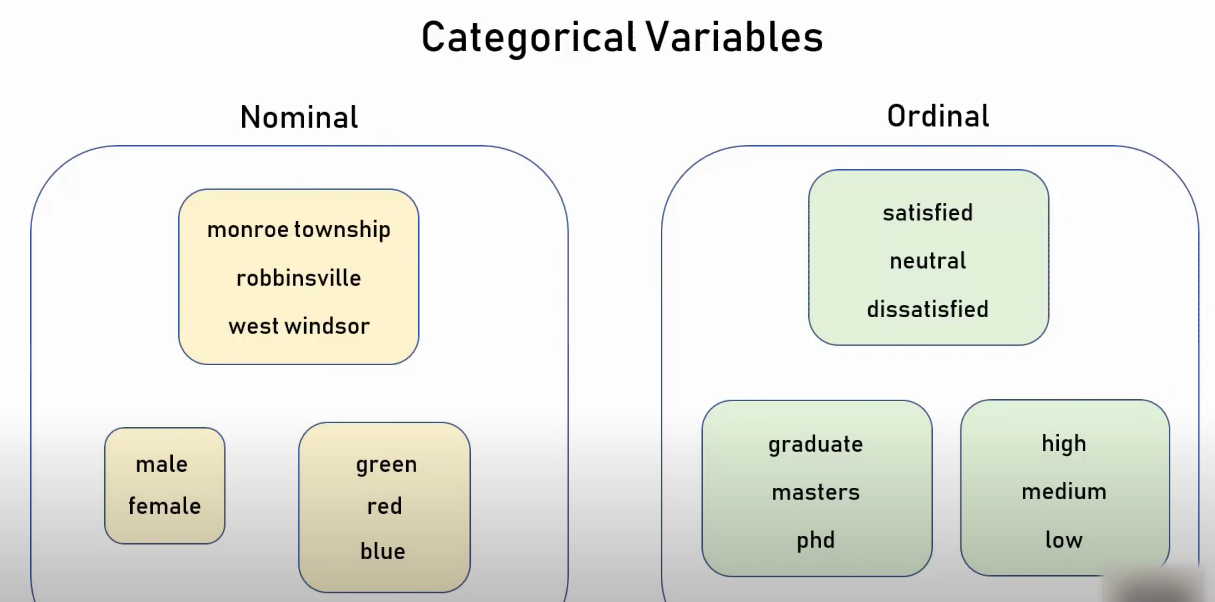 Categorical Variables
Nominal
monroe township
robbinsville
west windsor
male
female
green
red
blue
Ordinal
satisfied
neutral
dissatisfied
graduate
masters
phd
high
medium
low